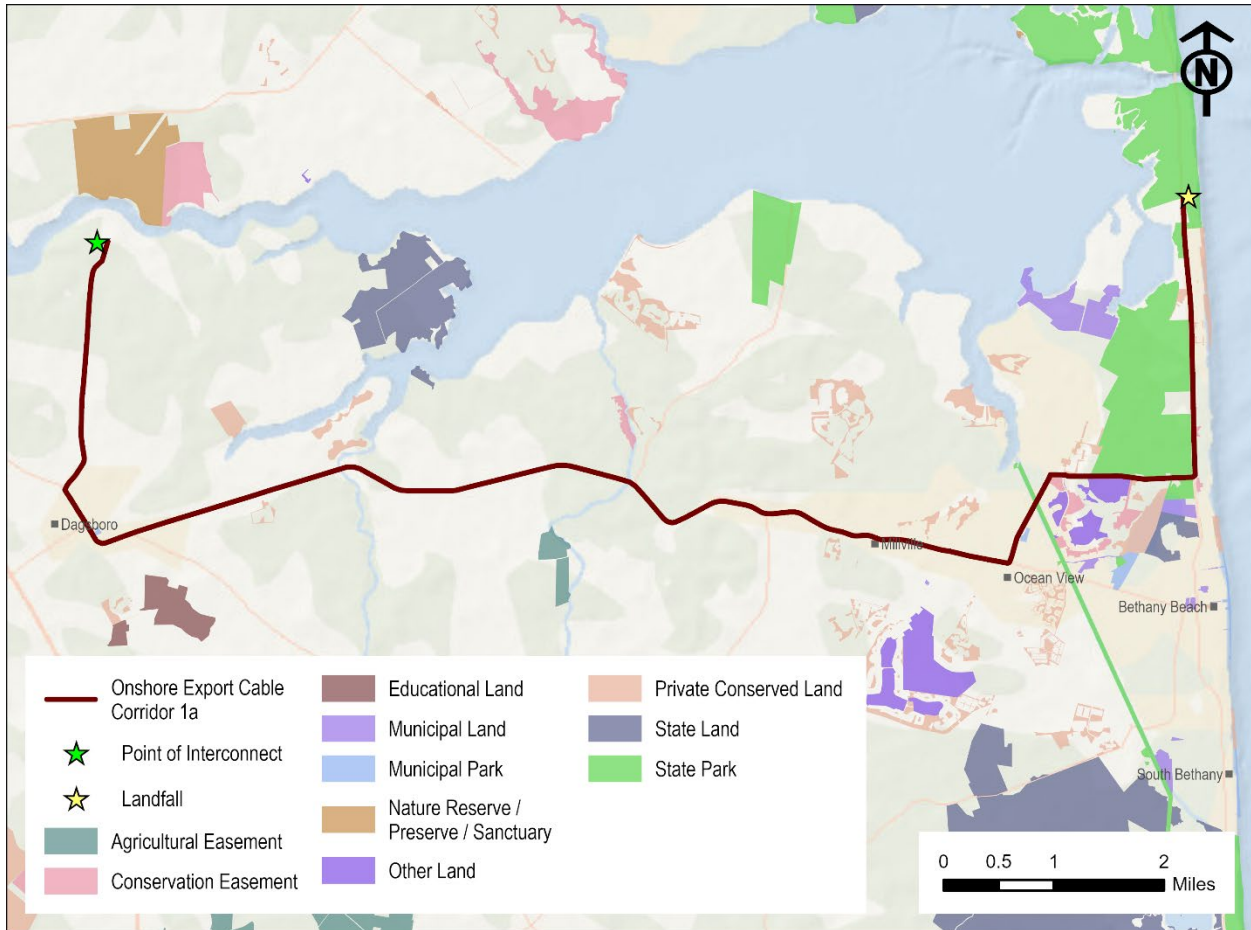 N
Dagsboro
Millville
Ocean View
Bethany Beach
South Bethany
Onshore Export Cable
Corridor 1a
Point of Interconnect
Landfall
Agricultural Easement
Conservation Easement
Educational Land
Municipal Land
Municipal Park
Nature Reserve /
Preserve / Sanctuary
Other Land
Private Conserved Land
State Land
State Park
0 0.5 1 2
Miles